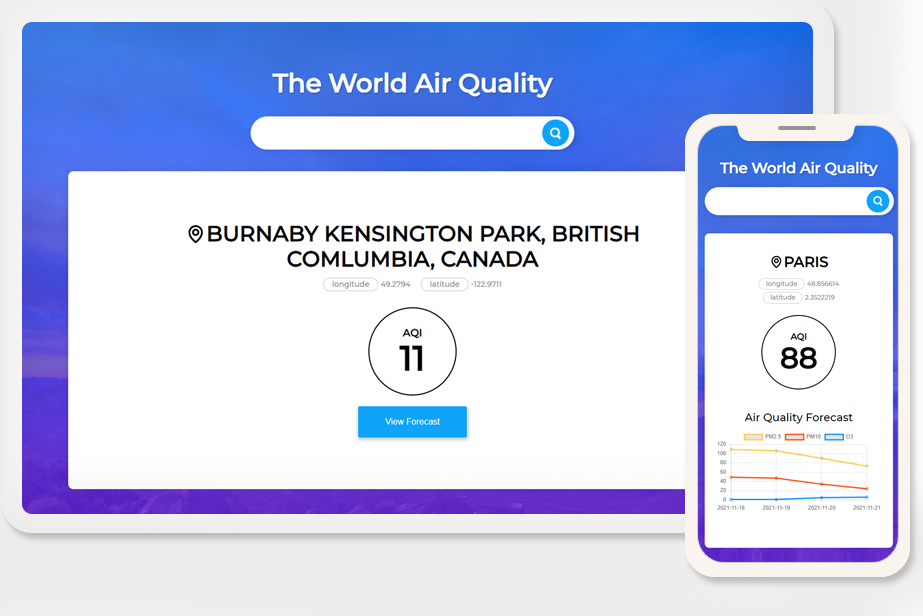 The World Air Quality
BURNABY KENSINGTON PARK, BRITISH
COMLUMBIA, CANADA
longitude 49.2794 latitude -122.9711
AQI
11
View Forecast
The World Air Quality
PARIS
longitude 48.856614
latitude 2.3522219
AQI
88
Air Quality Forecast
PM2.5 PM10 O3
120
100
80
60
40
20
0
2021-11-18 2021-11-19 2021-11-20 2021-11-21